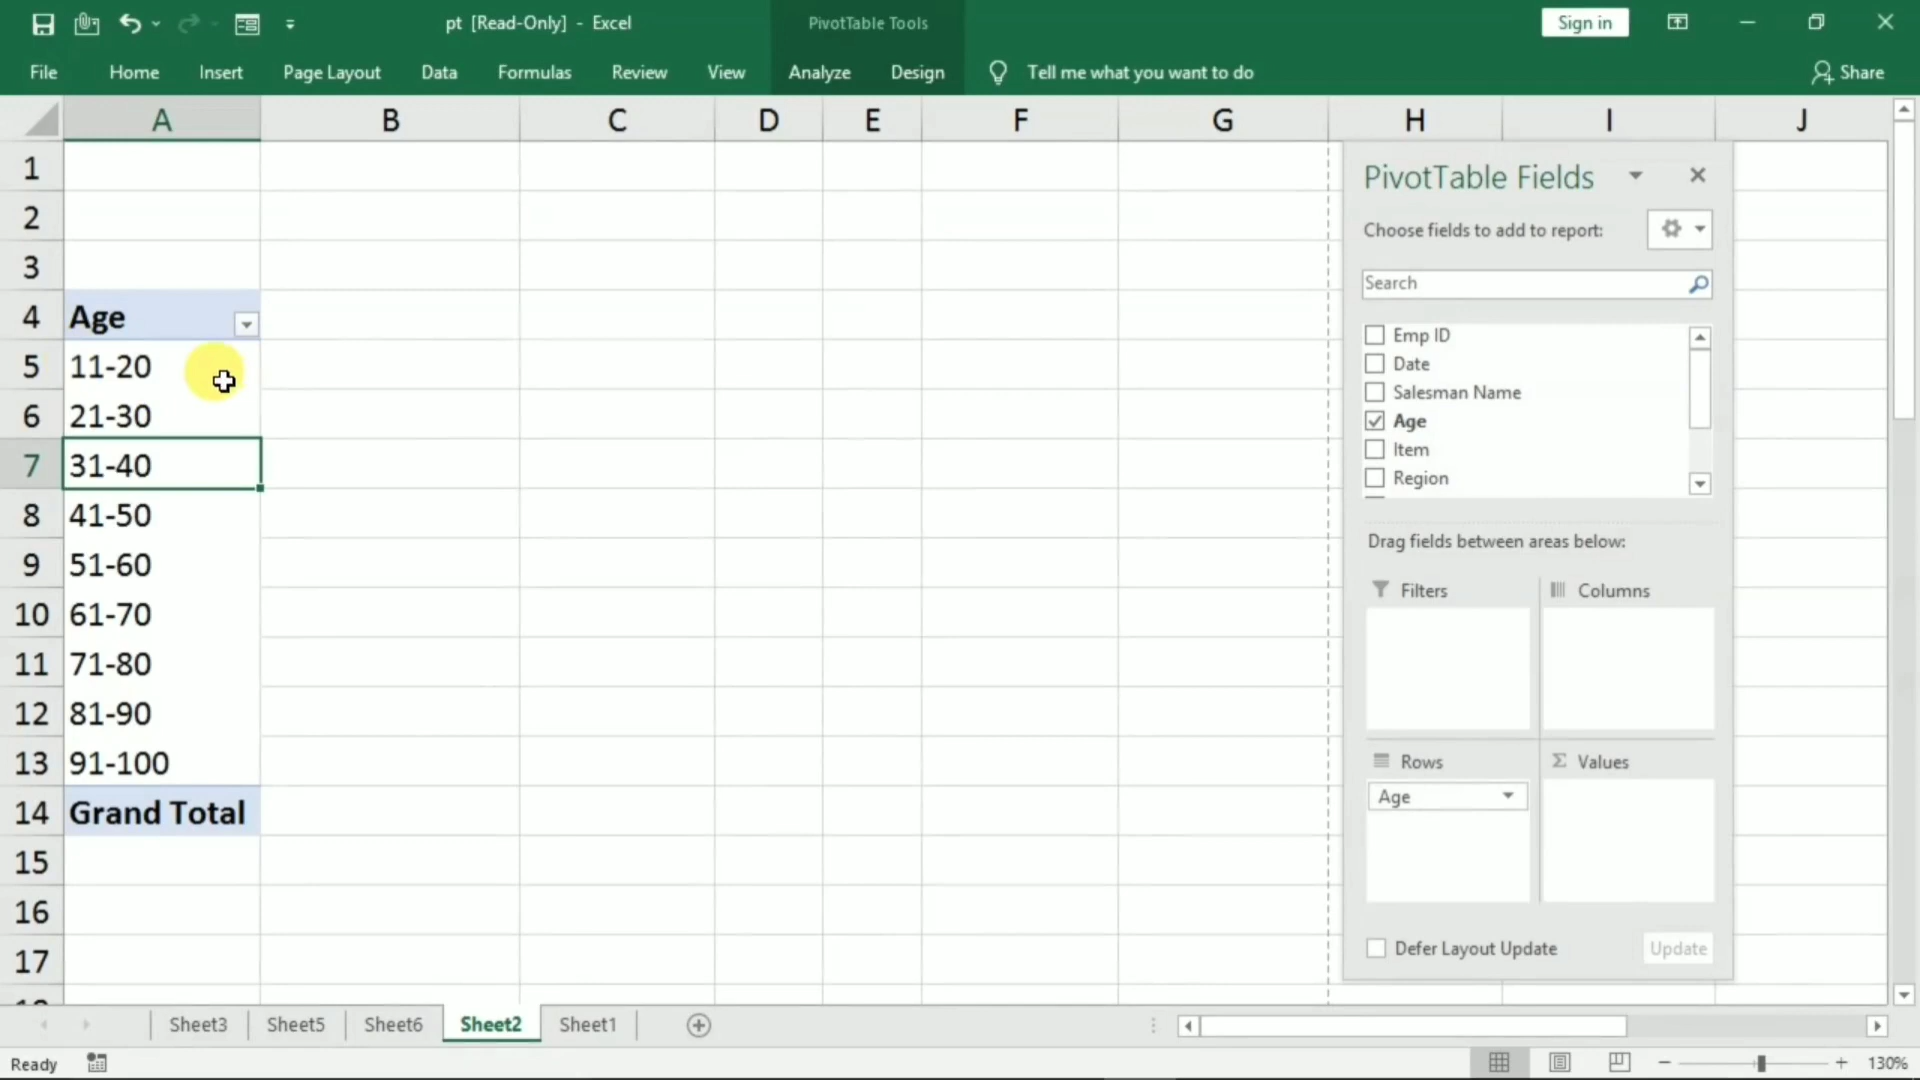 pt [Read-Only] - Excel
PivotTable Tools
Sign in
File Home Insert Page Layout Data Formulas Review View Analyze Design Tell me what you want to do Share
A B C D E F G H I J
1
2
3
4 Age
5 11-20
6 21-30
7 31-40
8 41-50
9 51-60
10 61-70
11 71-80
12 81-90
13 91-100
14 Grand Total
15
16
17
PivotTable Fields
Choose fields to add to report:
Search
Emp ID
Date
Salesman Name
Age
Item
Region
Drag fields between areas below:
Filters Columns
Rows Σ Values
Age
Defer Layout Update Update
Sheet3 Sheet5 Sheet6 Sheet2 Sheet1
Ready 130%